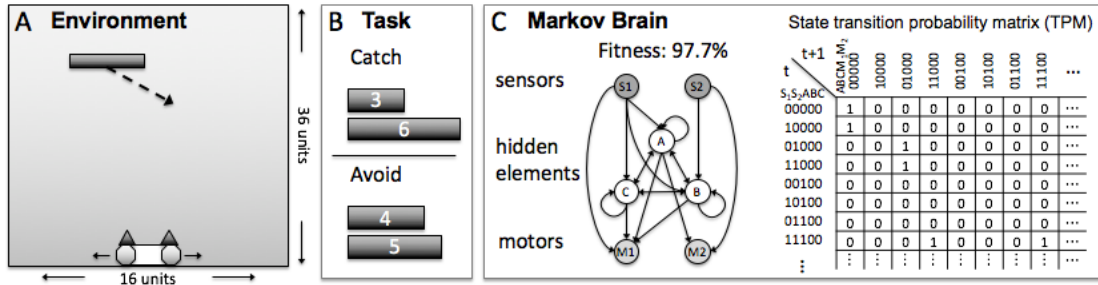 A Environment
36 units
16 units
B Task
Catch
3
6
Avoid
4
5
C Markov Brain
Fitness: 97.7%
sensors
hidden
elements
motors
S1 S2
A
C B
M1 M2
State transition probability matrix (TPM)
t+1
t
S₁S₂ABC
ABCM₁M₂
00000 10000 01000 11000 00100 10100 01100 11100 ...
00000 1 0 0 0 0 0 0 0 ...
10000 1 0 0 0 0 0 0 0 ...
01000 0 0 1 0 0 0 0 0 ...
11000 0 0 1 0 0 0 0 0 ...
00100 0 0 0 0 0 0 0 0 ...
10100 0 0 0 0 0 0 0 0 ...
01100 0 0 0 0 0 0 0 0 ...
11100 0 0 0 1 0 0 0 1 ...